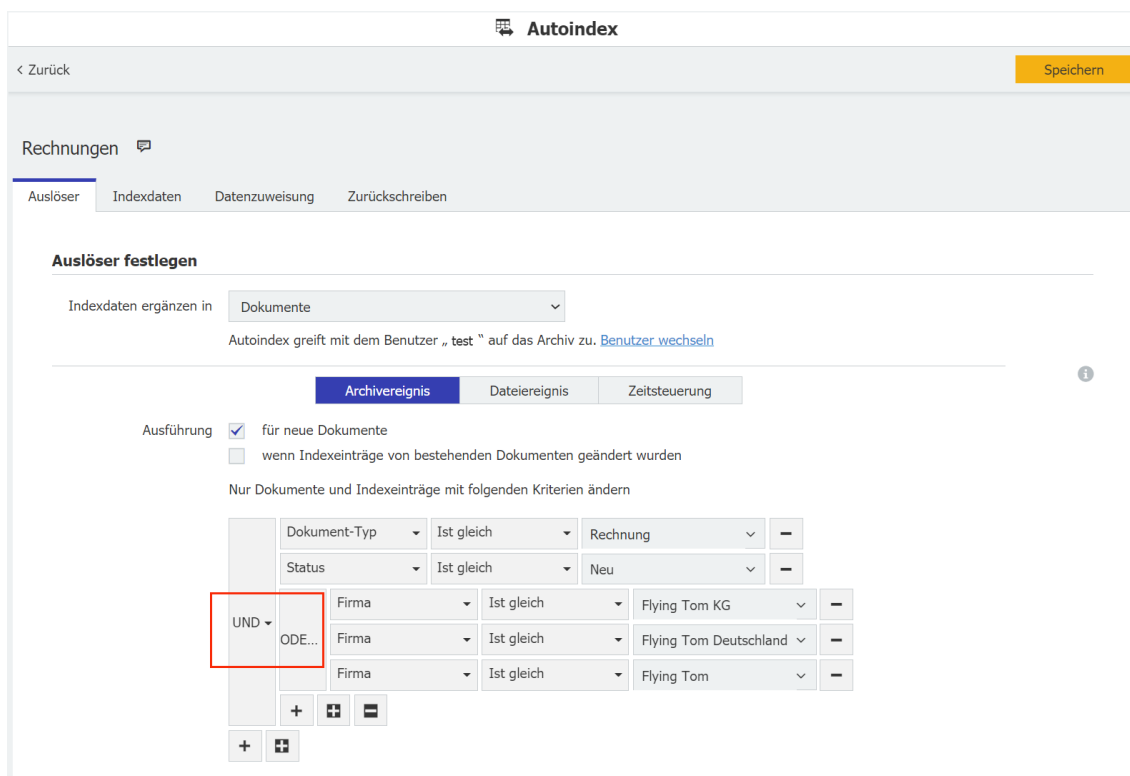 Autoindex
< Zurück Speichern
Rechnungen
Auslöser Indexdaten Datenzuweisung Zurückschreiben
Auslöser festlegen
Indexdaten ergänzen in Dokumente
Autoindex greift mit dem Benutzer „ test “ auf das Archiv zu. Benutzer wechseln
Archivereignis Dateiereignis Zeitsteuerung
Ausführung für neue Dokumente
wenn Indexeinträge von bestehenden Dokumenten geändert wurden
Nur Dokumente und Indexeinträge mit folgenden Kriterien ändern
Dokument-Typ Ist gleich Rechnung
Status Ist gleich Neu
Firma Ist gleich Flying Tom KG
UND ODE... Firma Ist gleich Flying Tom Deutschland
Firma Ist gleich Flying Tom